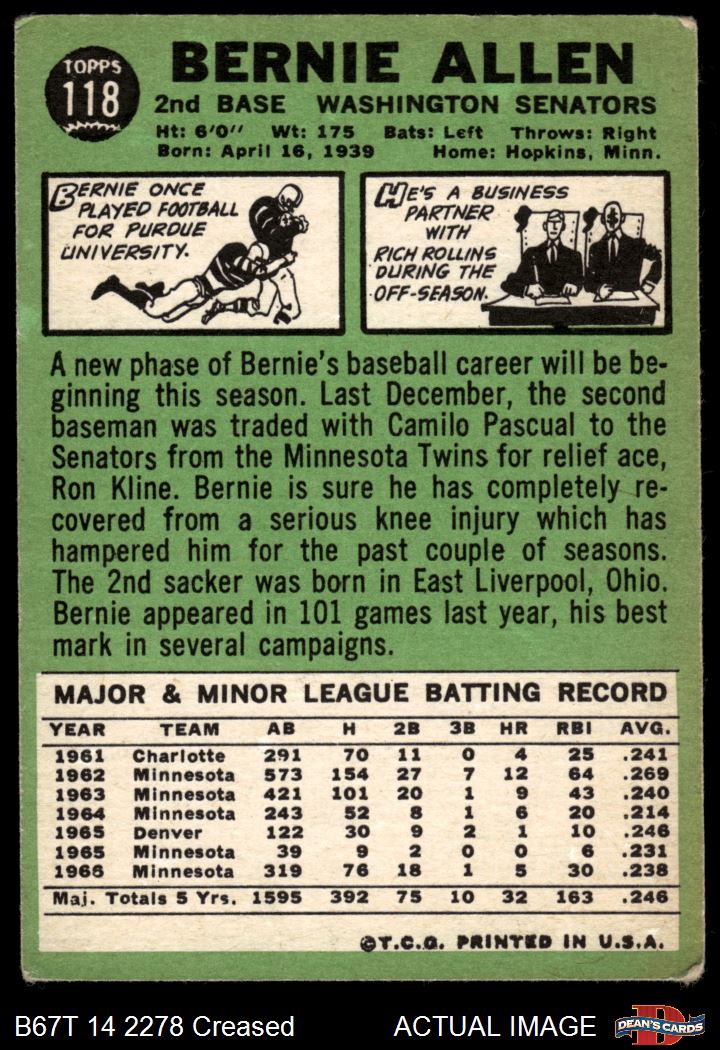 TOPPS
118
BERNIE ALLEN
2nd BASE WASHINGTON SENATORS
Ht: 6'0" Wt: 175 Bats: Left Throws: Right
Born: April 16, 1939 Home: Hopkins, Minn.
BERNIE ONCE
PLAYED FOOTBALL
FOR PURDUE
UNIVERSITY.
HE'S A BUSINESS
PARTNER
WITH
RICH ROLLINS
DURING THE
OFF-SEASON.
A new phase of Bernie's baseball career will be be-
ginning this season. Last December, the second
baseman was traded with Camilo Pascual to the
Senators from the Minnesota Twins for relief ace,
Ron Kline. Bernie is sure he has completely re-
covered from a serious knee injury which has
hampered him for the past couple of seasons.
The 2nd sacker was born in East Liverpool, Ohio.
Bernie appeared in 101 games last year, his best
mark in several campaigns.
MAJOR & MINOR LEAGUE BATTING RECORD
YEAR TEAM AB H 2B 3B HR RBI AVG.
1961 Charlotte 291 70 11 0 4 25 .241
1962 Minnesota 573 154 27 7 12 64 .269
1963 Minnesota 421 101 20 1 9 43 .240
1964 Minnesota 243 52 8 1 6 20 .214
1965 Denver 122 30 9 2 1 10 .246
1965 Minnesota 39 9 2 0 0 6 .231
1966 Minnesota 319 76 18 1 5 30 .238
Maj. Totals 5 Yrs. 1595 392 75 10 32 163 .246
©T.C.G. PRINTED IN U.S.A.
B67T 14 2278 Creased ACTUAL IMAGE
DEAN'S CARDS